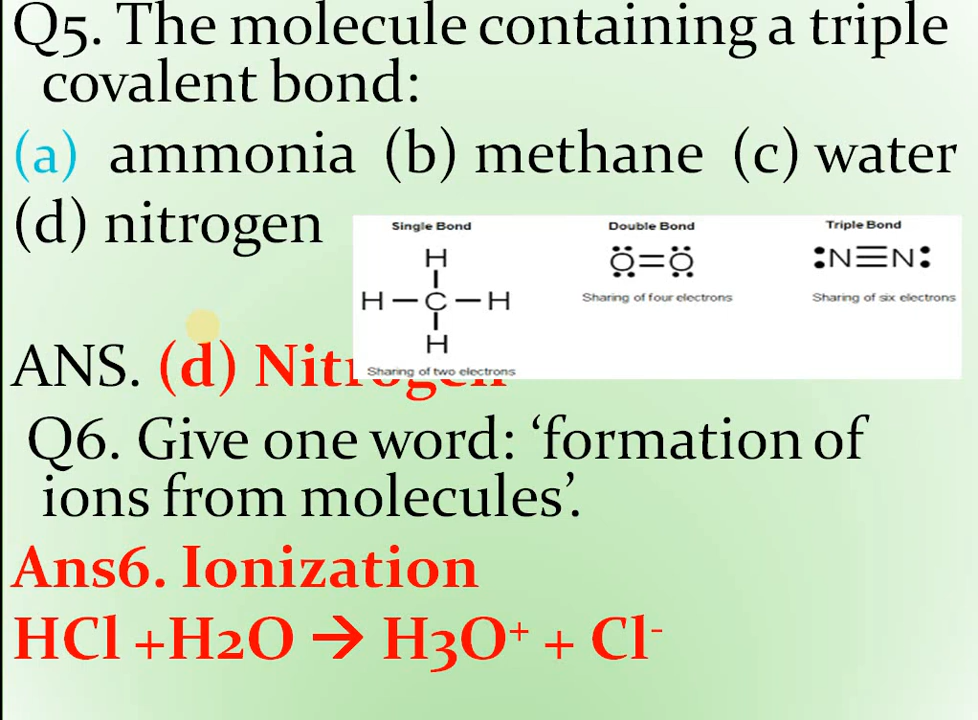 Q5. The molecule containing a triple
covalent bond:
(a) ammonia (b) methane (c) water
(d) nitrogen
Single Bond Double Bond Triple Bond
H
H — C — H
H
Ö=Ö
:N≡N:
Sharing of four electrons Sharing of six electrons
Sharing of two electrons
ANS. (d) Nitrogen
Q6. Give one word: ‘formation of
ions from molecules’.
Ans6. Ionization
HCl +H2O → H3O⁺ + Cl⁻